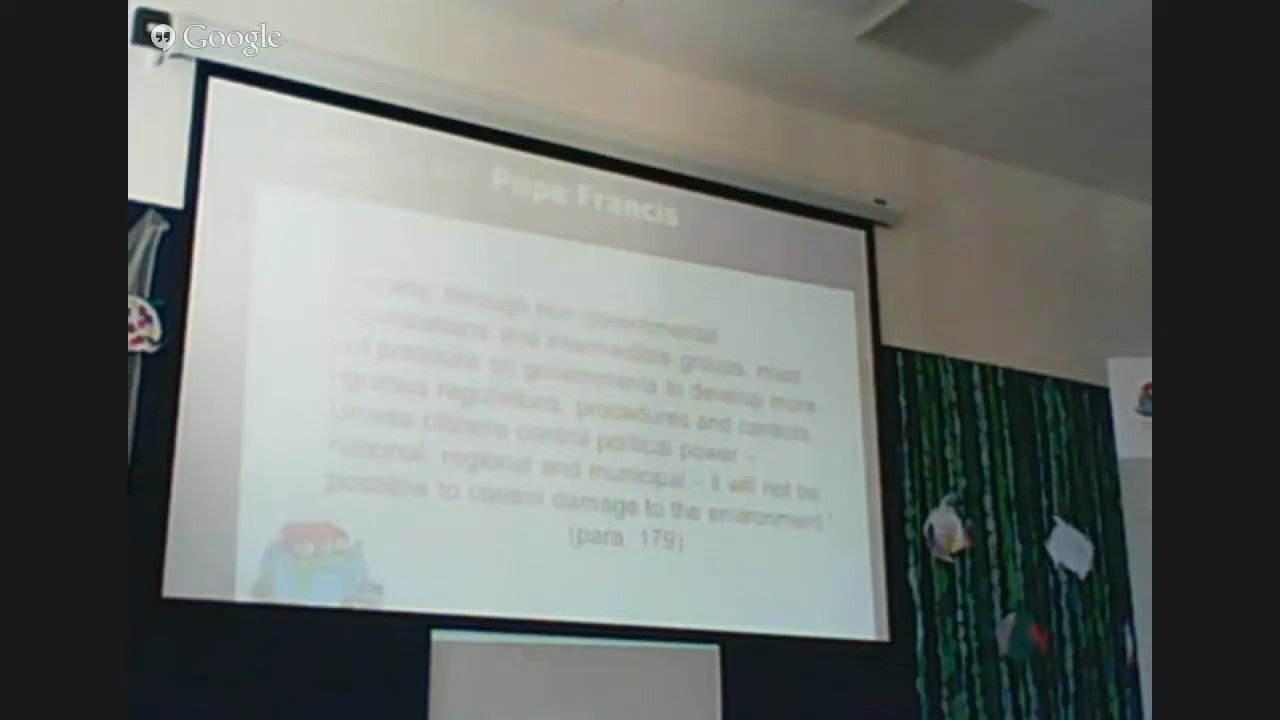 Google
Pope Francis
through non-governmental
and intermediate groups, must
pressure on governments to develop more
rigorous regulations, procedures and controls.
Unless citizens control political power –
national, regional and municipal – it will not be
possible to control damage to the environment
(para. 179)